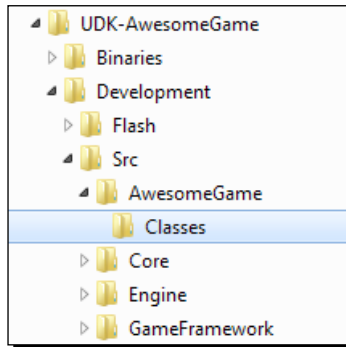 UDK-AwesomeGame
Binaries
Development
Flash
Src
AwesomeGame
Classes
Core
Engine
GameFramework